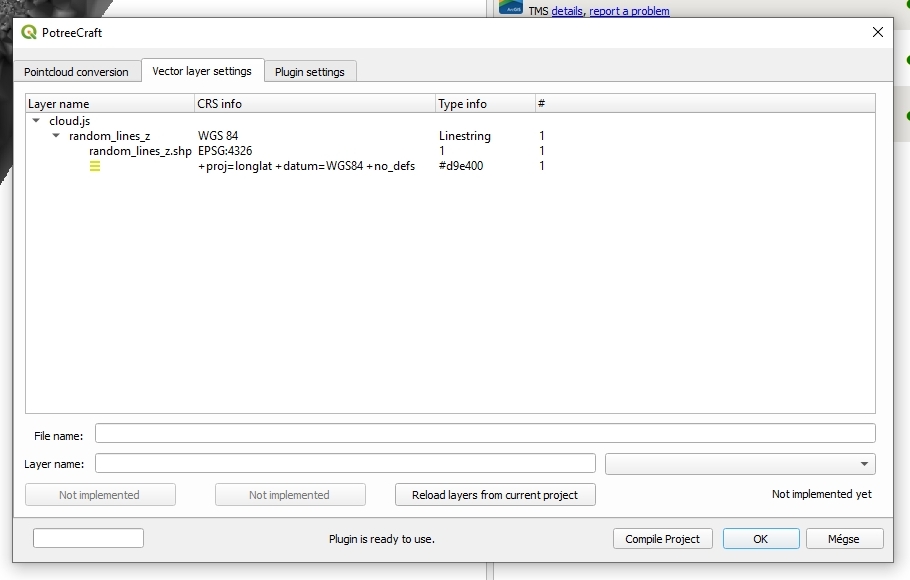 TMS details, report a problem
PotreeCraft
Pointcloud conversion Vector layer settings Plugin settings
Layer name CRS info Type info #
cloud.js
random_lines_z WGS 84 Linestring 1
random_lines_z.shp EPSG:4326 1 1
+proj=longlat +datum=WGS84 +no_defs #d9e400 1
File name:
Layer name:
Not implemented Not implemented Reload layers from current project Not implemented yet
Plugin is ready to use. Compile Project OK Mégse